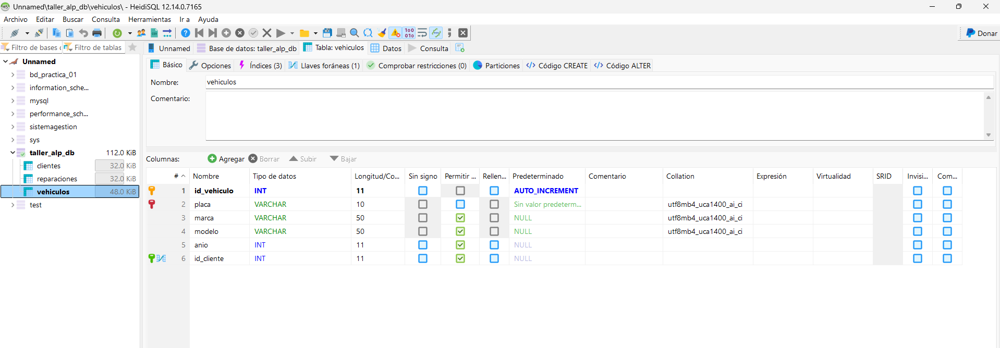 Unnamed\taller_alp_db\vehiculos\ - HeidiSQL 12.14.0.7165
Archivo Editar Buscar Consulta Herramientas Ir a Ayuda
Donar
Filtro de bases Filtro de tablas
Unnamed Base de datos: taller_alp_db Tabla: vehiculos Datos Consulta
Unnamed
bd_practica_01
information_sche...
mysql
performance_sch...
sistemagestion
sys
taller_alp_db 112.0 KiB
clientes 32.0 KiB
reparaciones 32.0 KiB
vehiculos 48.0 KiB
test
Básico Opciones Índices (3) Llaves foráneas (1) Comprobar restricciones (0) Particiones Código CREATE Código ALTER
Nombre: vehiculos
Comentario:
Columnas: Agregar Borrar Subir Bajar
# Nombre Tipo de datos Longitud/Co... Sin signo Permitir ... Rellen... Predeterminado Comentario Collation Expresión Virtualidad SRID Invisi... Com...
1 id_vehiculo INT 11 AUTO_INCREMENT
2 placa VARCHAR 10 Sin valor predeterm... utf8mb4_uca1400_ai_ci
3 marca VARCHAR 50 NULL utf8mb4_uca1400_ai_ci
4 modelo VARCHAR 50 NULL utf8mb4_uca1400_ai_ci
5 anio INT 11 NULL
6 id_cliente INT 11 NULL